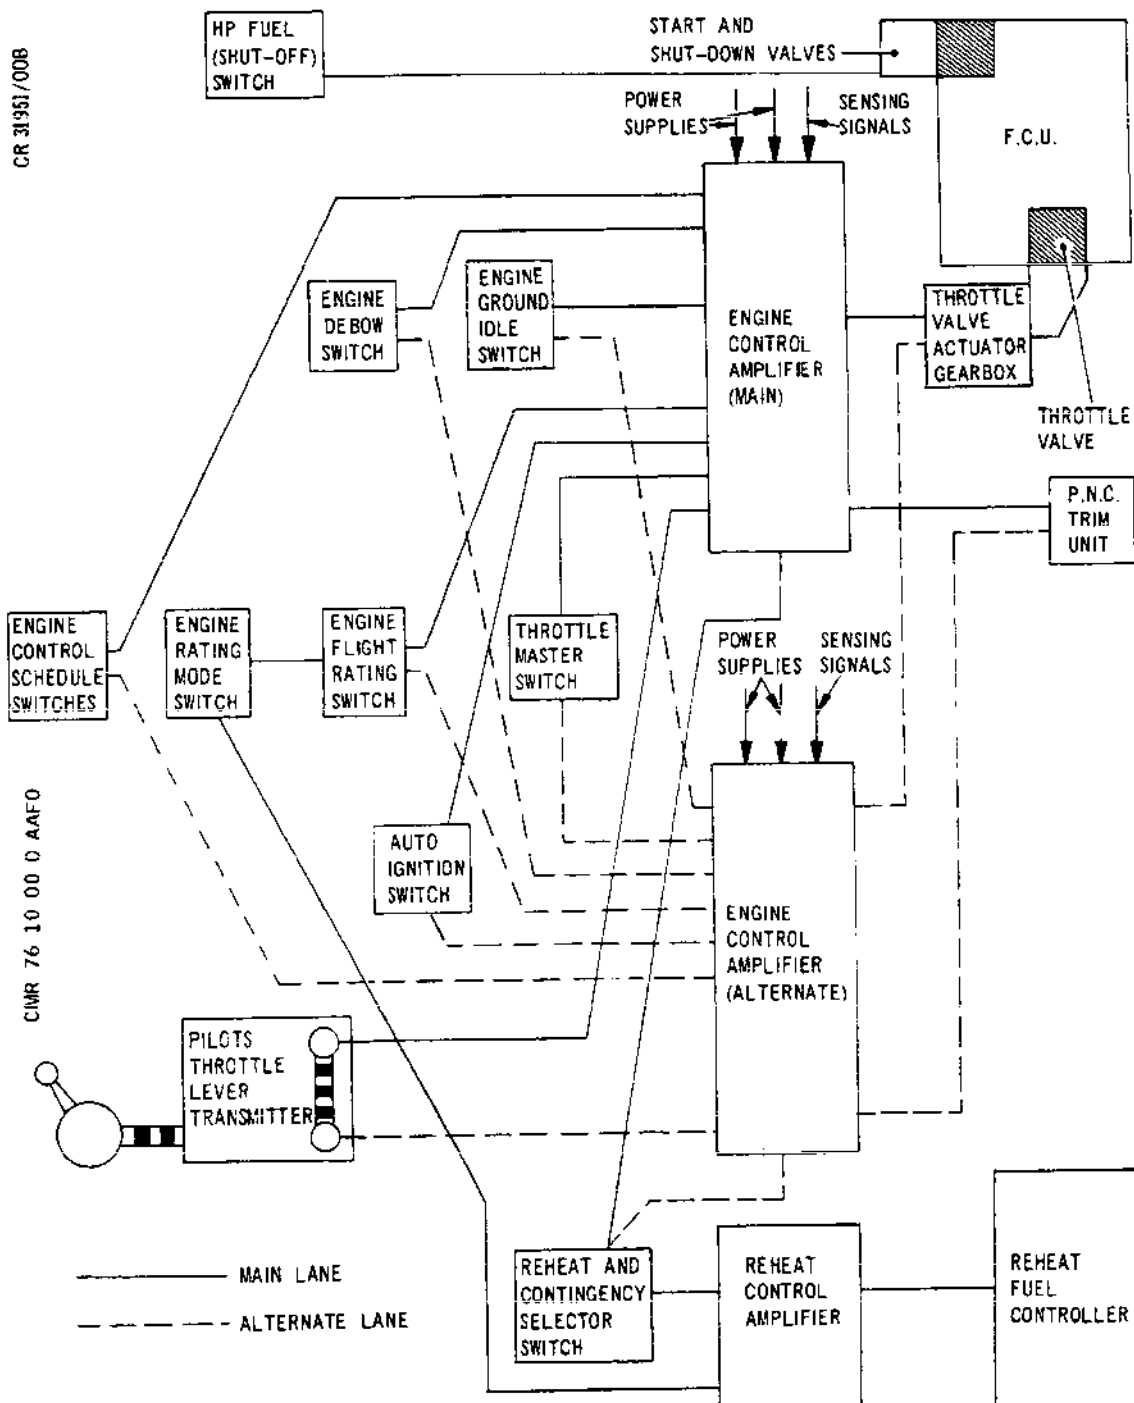 CR 31951/00B
HP FUEL
(SHUT-OFF)
SWITCH
START AND
SHUT-DOWN VALVES
POWER
SUPPLIES
SENSING
SIGNALS
F.C.U.
ENGINE
DEBOW
SWITCH
ENGINE
GROUND
IDLE
SWITCH
ENGINE
CONTROL
AMPLIFIER
(MAIN)
THROTTLE
VALVE
ACTUATOR
GEARBOX
THROTTLE
VALVE
P.N.C.
TRIM
UNIT
ENGINE
CONTROL
SCHEDULE
SWITCHES
ENGINE
RATING
MODE
SWITCH
ENGINE
FLIGHT
RATING
SWITCH
THROTTLE
MASTER
SWITCH
POWER
SUPPLIES
SENSING
SIGNALS
AUTO
IGNITION
SWITCH
ENGINE
CONTROL
AMPLIFIER
(ALTERNATE)
CIMR 76 10 00 0 AAF0
PILOTS
THROTTLE
LEVER
TRANSMITTER
MAIN LANE
ALTERNATE LANE
REHEAT AND
CONTINGENCY
SELECTOR
SWITCH
REHEAT
CONTROL
AMPLIFIER
REHEAT
FUEL
CONTROLLER